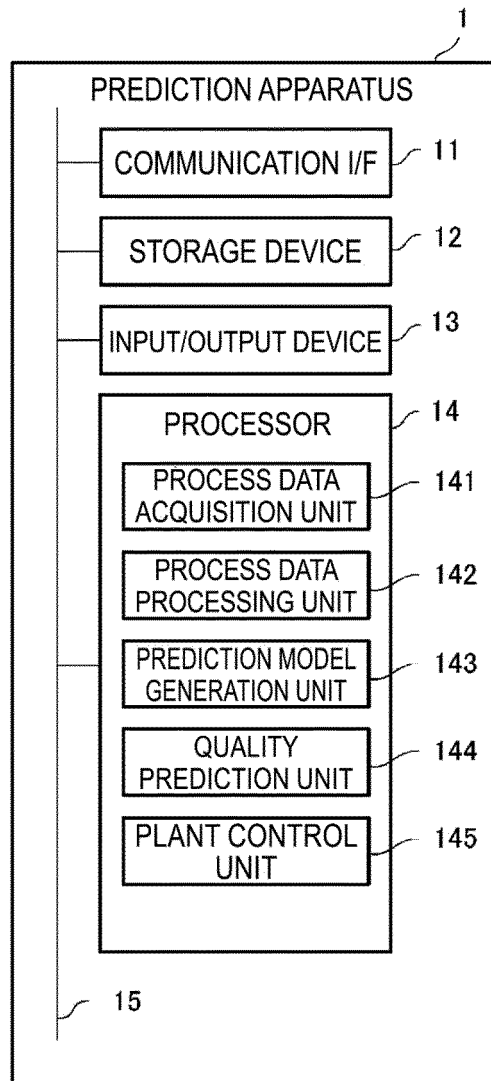 1
PREDICTION APPARATUS
COMMUNICATION I/F
11
STORAGE DEVICE
12
INPUT/OUTPUT DEVICE
13
PROCESSOR
14
PROCESS DATA
ACQUISITION UNIT
141
PROCESS DATA
PROCESSING UNIT
142
PREDICTION MODEL
GENERATION UNIT
143
QUALITY
PREDICTION UNIT
144
PLANT CONTROL
UNIT
145
15